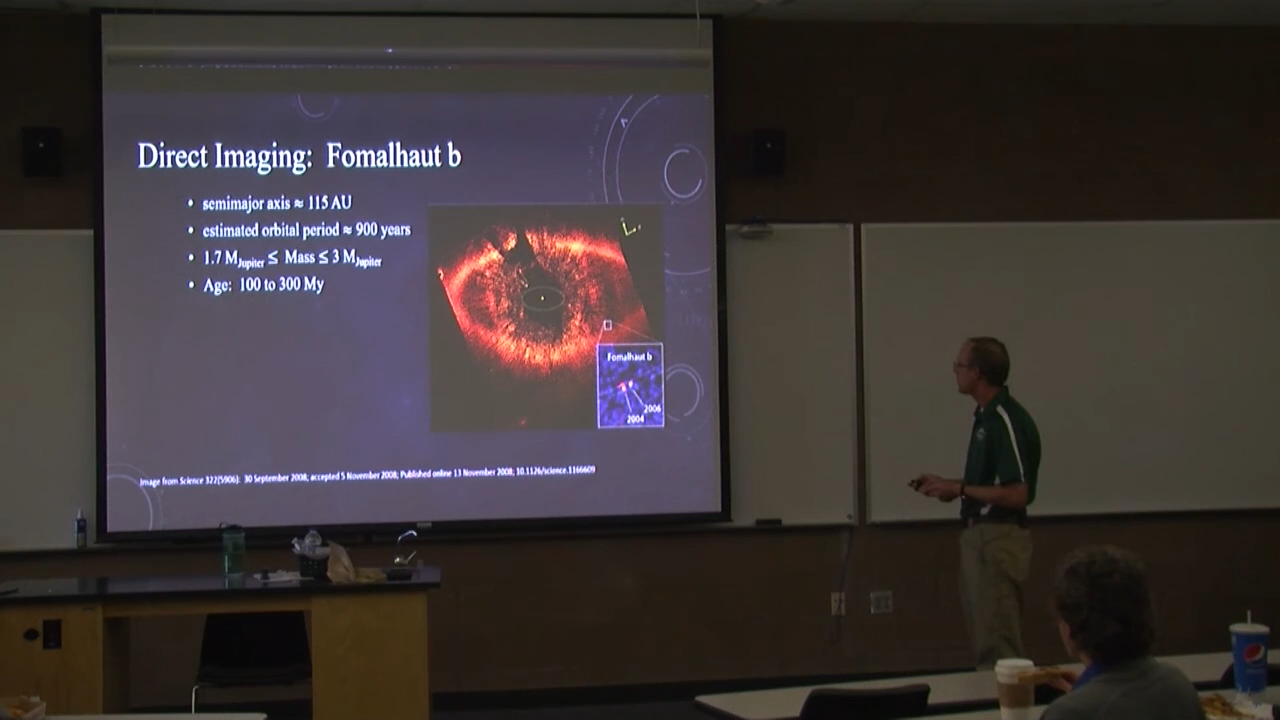 Direct Imaging: Fomalhaut b
• semimajor axis ≈ 115 AU
• estimated orbital period ≈ 900 years
• 1.7 MJupiter ≤ Mass ≤ 3 MJupiter
• Age: 100 to 300 My
Fomalhaut b
2006
2004
Image from Science 322(5906): 30 September 2008; accepted 5 November 2008; Published online 13 November 2008; 10.1126/science.1166609